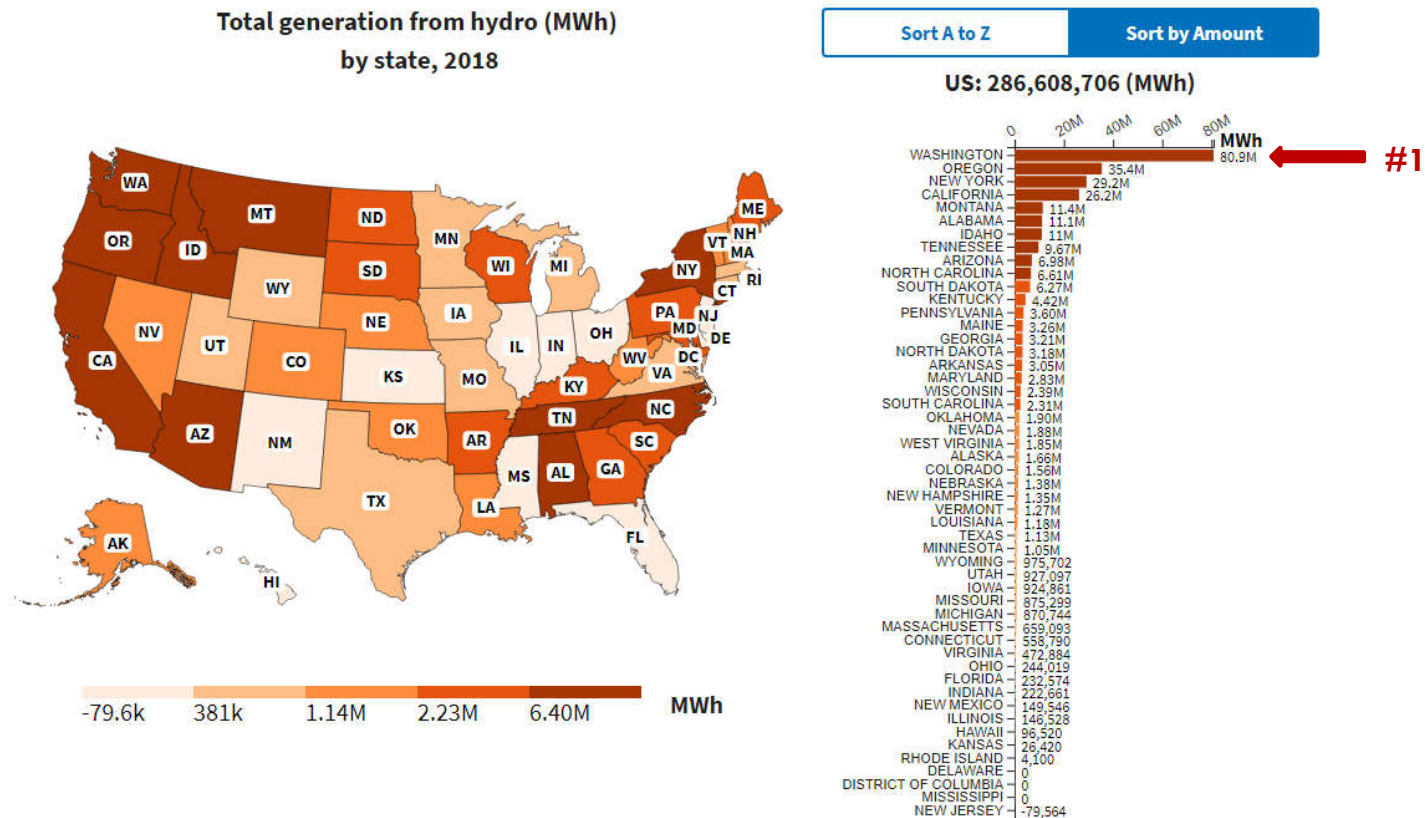 Total generation from hydro (MWh)
by state, 2018
Sort A to Z
Sort by Amount
US: 286,608,706 (MWh)
0 20M 40M 60M 80M
MWh
WASHINGTON 80.9M
#1
OREGON 35.4M
NEW YORK 29.2M
CALIFORNIA 26.2M
MONTANA 11.4M
ALABAMA 11.1M
IDAHO 11M
TENNESSEE 9.67M
ARIZONA 6.98M
NORTH CAROLINA 6.61M
SOUTH DAKOTA 6.27M
KENTUCKY 4.42M
PENNSYLVANIA 3.60M
MAINE 3.26M
GEORGIA 3.21M
NORTH DAKOTA 3.18M
ARKANSAS 3.05M
MARYLAND 2.83M
WISCONSIN 2.39M
SOUTH CAROLINA 2.31M
OKLAHOMA 1.90M
NEVADA 1.88M
WEST VIRGINIA 1.85M
ALASKA 1.66M
COLORADO 1.56M
NEBRASKA 1.38M
NEW HAMPSHIRE 1.35M
VERMONT 1.27M
LOUISIANA 1.18M
TEXAS 1.13M
MINNESOTA 1.05M
WYOMING 975,702
UTAH 927,097
IOWA 924,861
MISSOURI 875,299
MICHIGAN 870,744
MASSACHUSETTS 659,093
CONNECTICUT 558,790
VIRGINIA 472,884
OHIO 244,019
FLORIDA 232,574
INDIANA 222,661
NEW MEXICO 149,546
ILLINOIS 146,528
HAWAII 96,520
KANSAS 26,420
RHODE ISLAND 4,100
DELAWARE 0
DISTRICT OF COLUMBIA 0
MISSISSIPPI 0
NEW JERSEY -79,564
WA
MT
ND
MN
ME
OR
ID
SD
WI
MI
VT
NH
MA
NY
RI
CT
WY
IA
NE
PA
NJ
MD
DE
NV
UT
CO
IL
IN
OH
WV
DC
VA
CA
KS
MO
KY
NC
TN
AZ
NM
OK
AR
SC
MS
AL
GA
TX
LA
FL
AK
HI
-79.6k 381k 1.14M 2.23M 6.40M
MWh